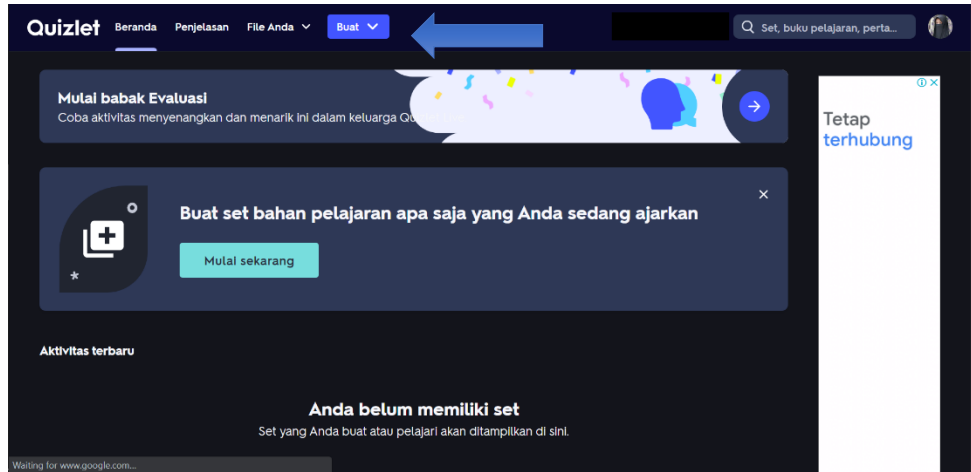 Quizlet
Beranda
Penjelasan
File Anda
Buat
Set, buku pelajaran, perta...
Mulai babak Evaluasi
Coba aktivitas menyenangkan dan menarik ini dalam keluarga
Tetap
terhubung
Buat set bahan pelajaran apa saja yang Anda sedang ajarkan
Mulai sekarang
Aktivitas terbaru
Anda belum memiliki set
Set yang Anda buat atau pelajari akan ditampilkan di sini.
Waiting for www.google.com...